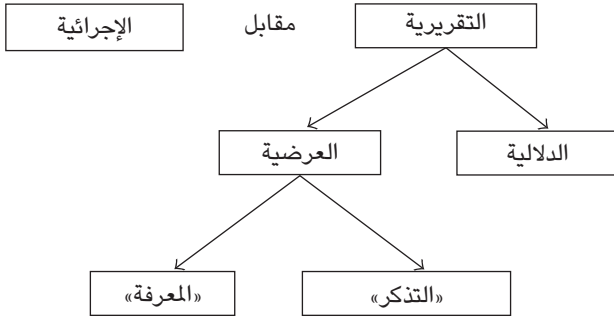 التقريرية مقابل الإجرائية
الدلالية العرضية
«التذكر» «المعرفة»